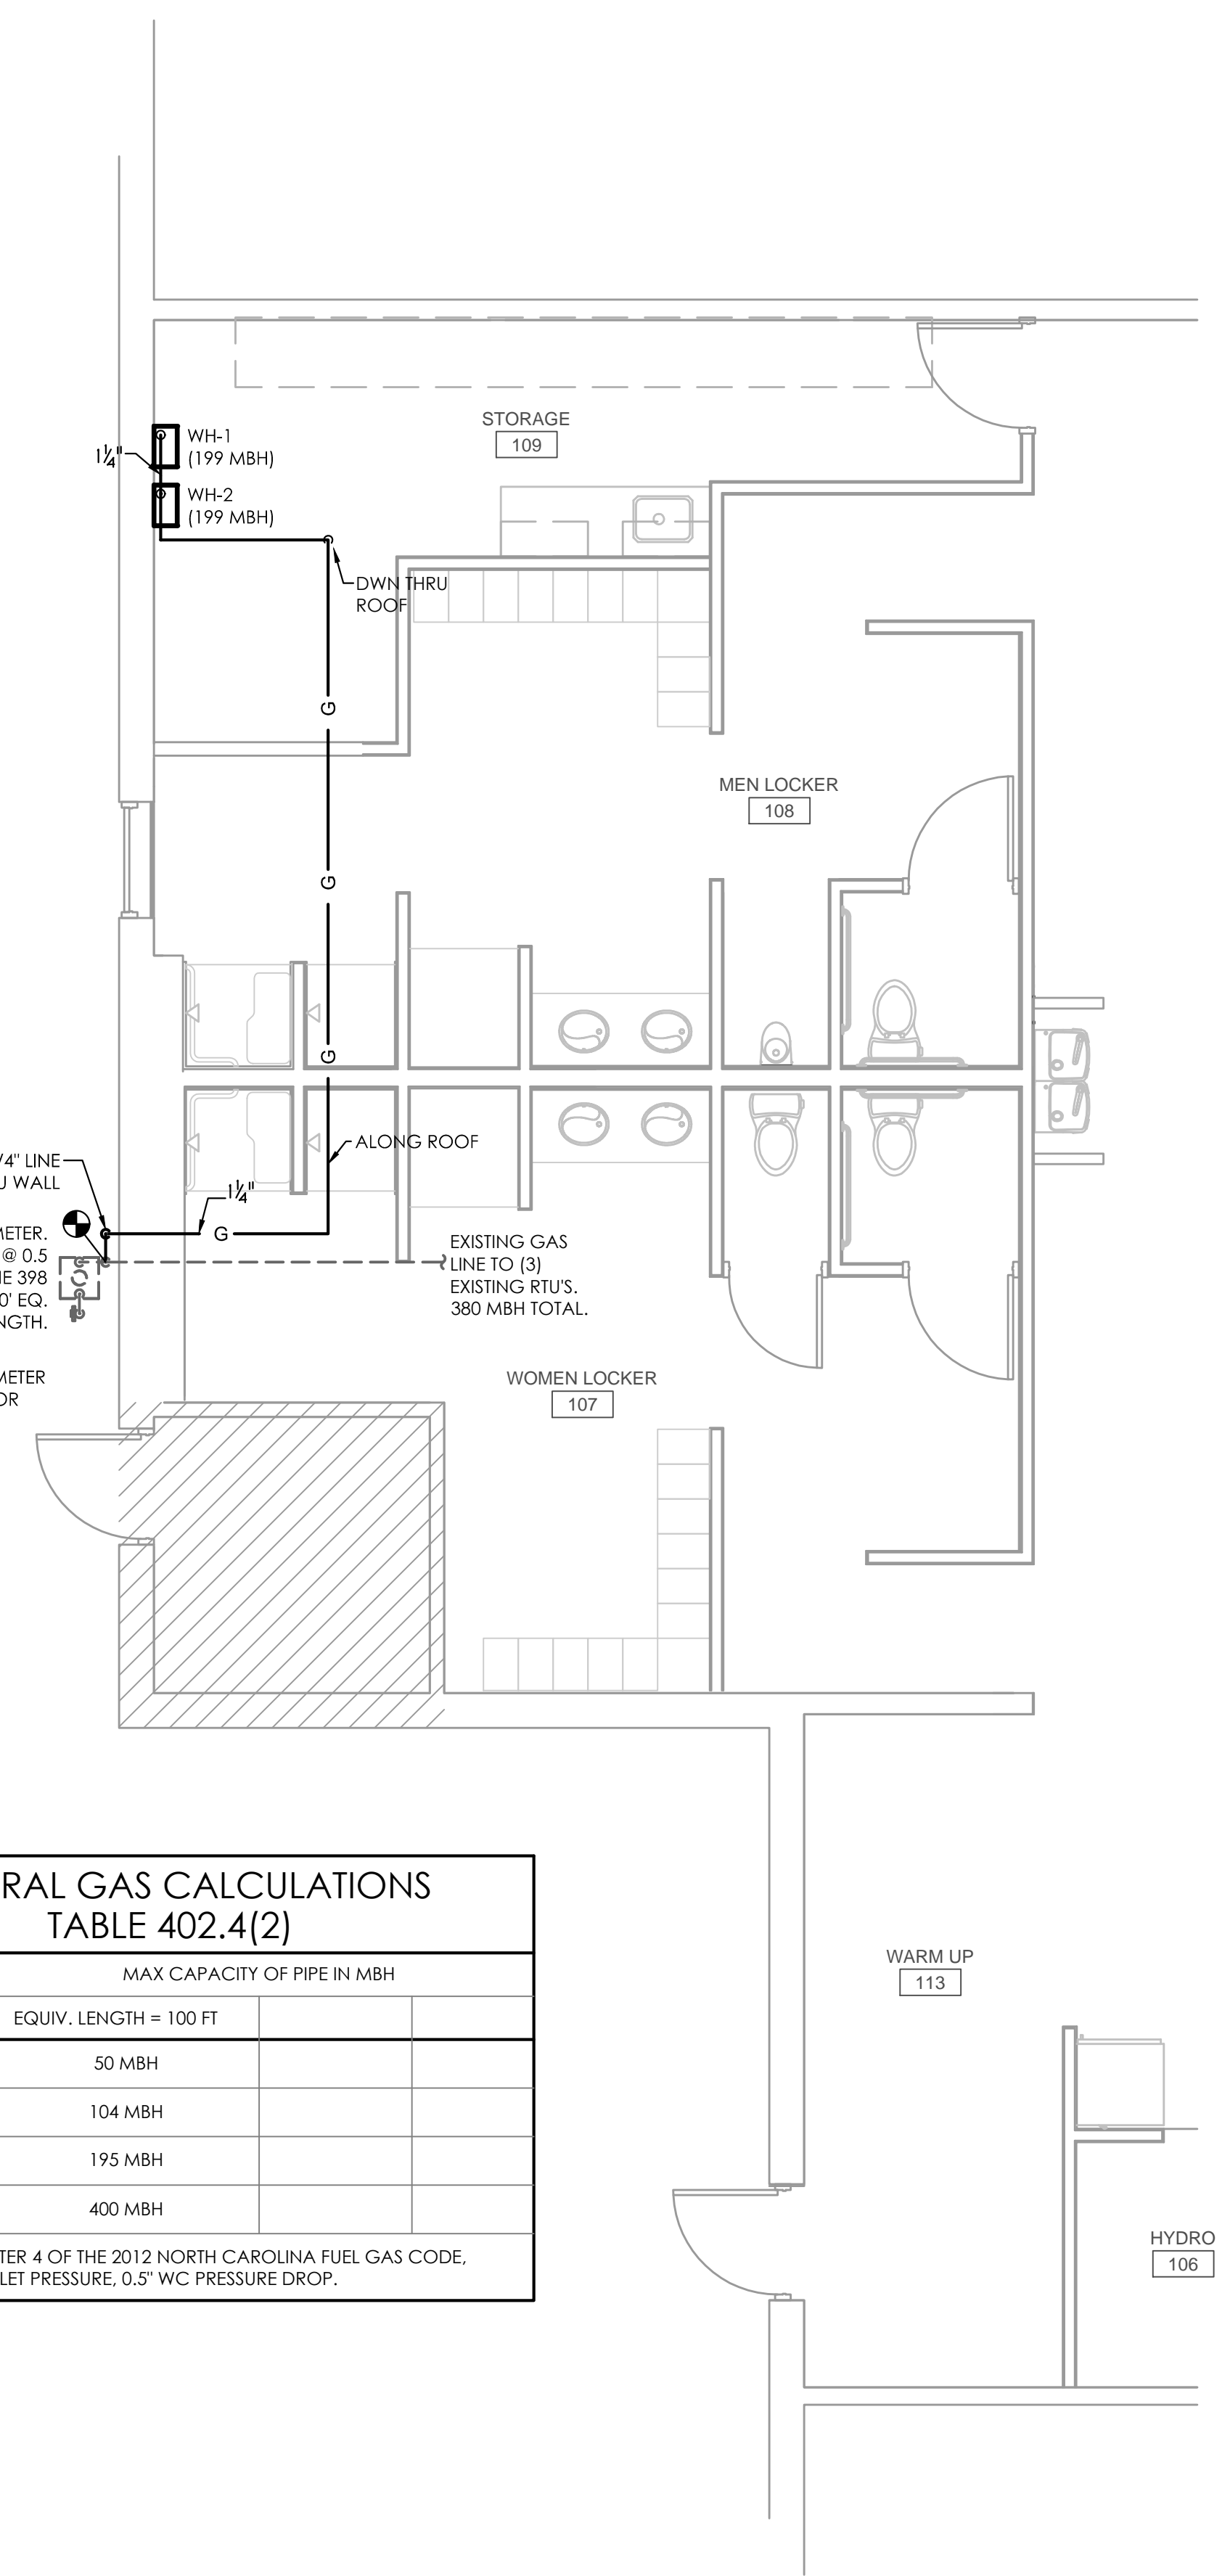 STORAGE
109
WH-1
(199 MBH)
1¼"
WH-2
(199 MBH)
DWN THRU
ROOF
G
MEN LOCKER
108
G
G
ALONG ROOF
/4" LINE
U WALL
1¼"
G
METER.
@ 0.5
E 398
0' EQ.
NGTH.
EXISTING GAS
LINE TO (3)
EXISTING RTU'S.
380 MBH TOTAL.
METER
OR
WOMEN LOCKER
107
RAL GAS CALCULATIONS
TABLE 402.4(2)
MAX CAPACITY OF PIPE IN MBH
EQUIV. LENGTH = 100 FT
50 MBH
104 MBH
195 MBH
400 MBH
TER 4 OF THE 2012 NORTH CAROLINA FUEL GAS CODE,
LET PRESSURE, 0.5" WC PRESSURE DROP.
WARM UP
113
HYDRO
106